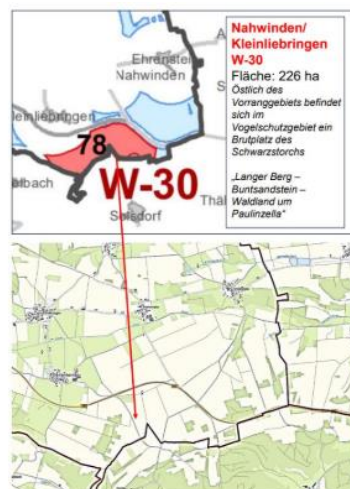 Nahwinden/
Kleinliebringen
W-30
Fläche: 226 ha
Östlich des
Vorranggebiets befindet
sich im
Vogelschutzgebiet ein
Brutplatz des
Schwarzstorchs
„Langer Berg –
Buntsandstein –
Waldland um
Paulinzella“
Ehrenstein
Nahwinden
einliebringen
78
W-30
Solsdorf